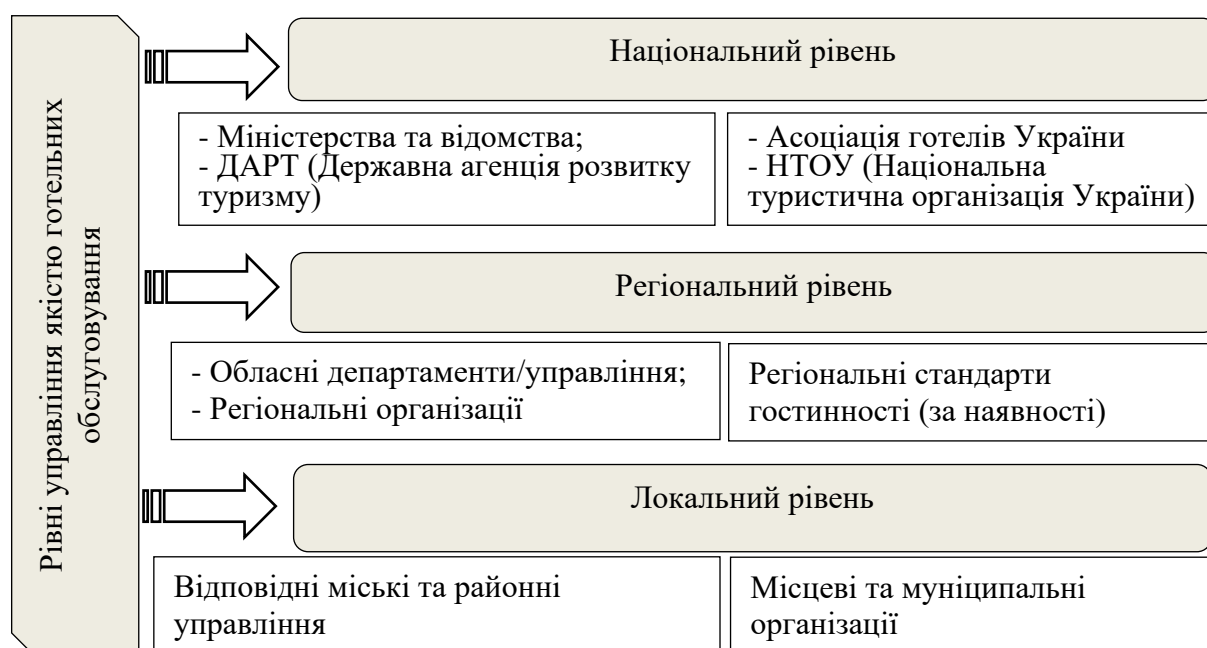 Рівні управління якістю готельних
обслуговування
Національний рівень
- Міністерства та відомства;
- ДАРТ (Державна агенція розвитку
туризму)
- Асоціація готелів України
- НТОУ (Національна
туристична організація України)
Регіональний рівень
- Обласні департаменти/управління;
- Регіональні організації
Регіональні стандарти
гостинності (за наявності)
Локальний рівень
Відповідні міські та районні
управління
Місцеві та муніципальні
організації